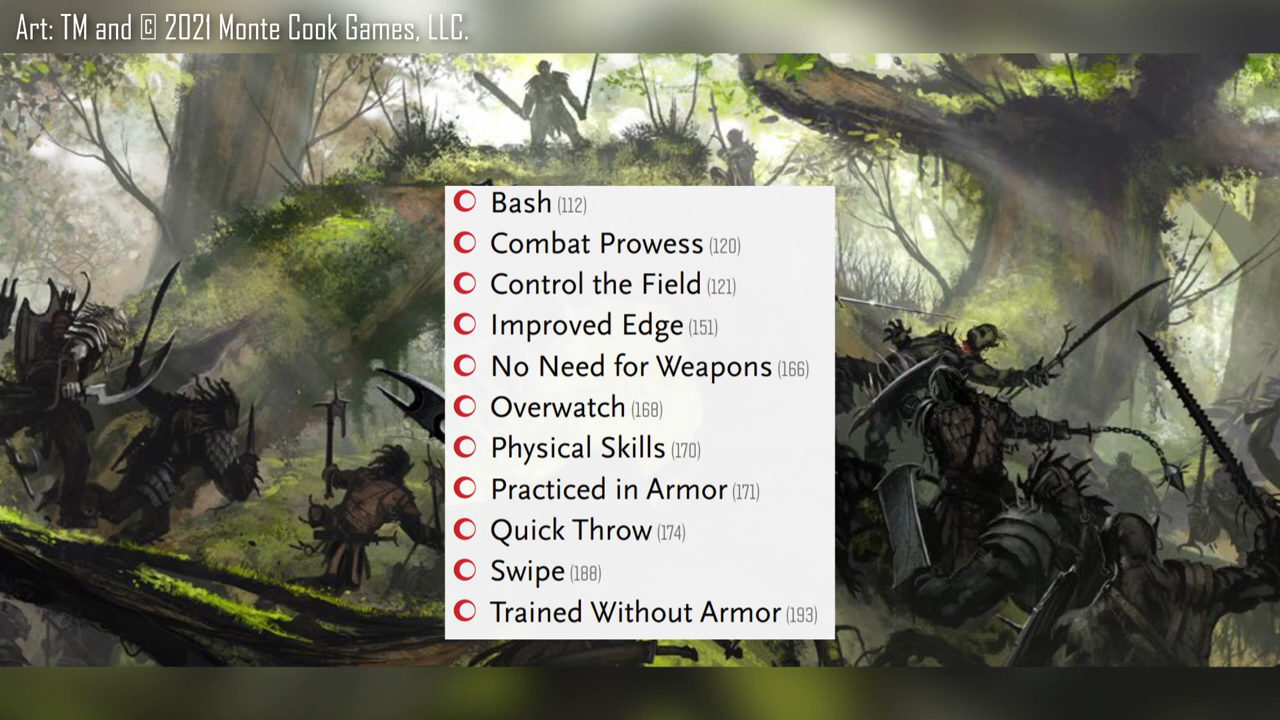 Art: TM and © 2021 Monte Cook Games, LLC.
Bash (112)
Combat Prowess (120)
Control the Field (121)
Improved Edge (151)
No Need for Weapons (166)
Overwatch (168)
Physical Skills (170)
Practiced in Armor (171)
Quick Throw (174)
Swipe (188)
Trained Without Armor (193)